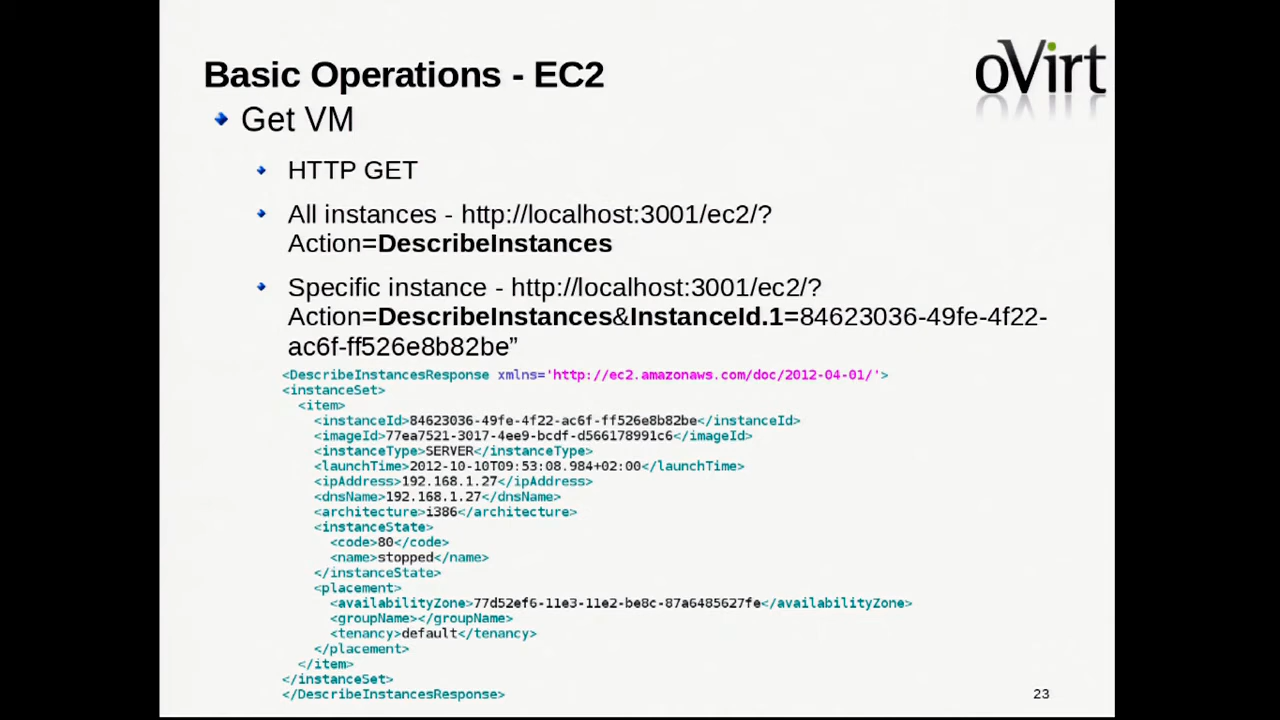 oVirt
Basic Operations - EC2
Get VM
HTTP GET
All instances - http://localhost:3001/ec2/?
Action=DescribeInstances
Specific instance - http://localhost:3001/ec2/?
Action=DescribeInstances&InstanceId.1=84623036-49fe-4f22-
ac6f-ff526e8b82be”
<DescribeInstancesResponse xmlns='http://ec2.amazonaws.com/doc/2012-04-01/'>
<instanceSet>
<item>
<instanceId>84623036-49fe-4f22-ac6f-ff526e8b82be</instanceId>
<imageId>77ea7521-3017-4ee9-bcdf-d566178991c6</imageId>
<instanceType>SERVER</instanceType>
<launchTime>2012-10-10T09:53:08.984+02:00</launchTime>
<ipAddress>192.168.1.27</ipAddress>
<dnsName>192.168.1.27</dnsName>
<architecture>i386</architecture>
<instanceState>
<code>80</code>
<name>stopped</name>
</instanceState>
<placement>
<availabilityZone>77d52ef6-11e3-11e2-be8c-87a6485627fe</availabilityZone>
<groupName></groupName>
<tenancy>default</tenancy>
</placement>
</item>
</instanceSet>
</DescribeInstancesResponse>
23